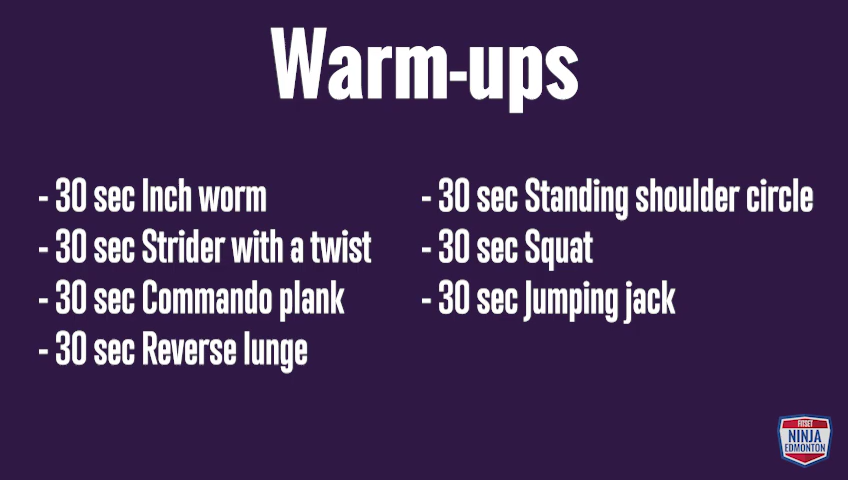 Warm-ups
- 30 sec Inch worm
- 30 sec Strider with a twist
- 30 sec Commando plank
- 30 sec Reverse lunge
- 30 sec Standing shoulder circle
- 30 sec Squat
- 30 sec Jumping jack
FITSET
NINJA
EDMONTON